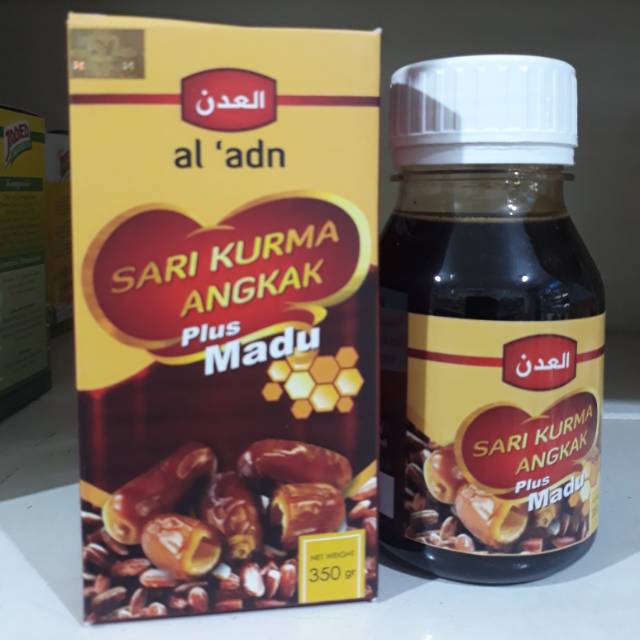 العدن
al ‘adn
SARI KURMA
ANGKAK
Plus
Madu
NET WEIGHT
350 gr
العدن
SARI KURMA
ANGKAK
Plus
Madu